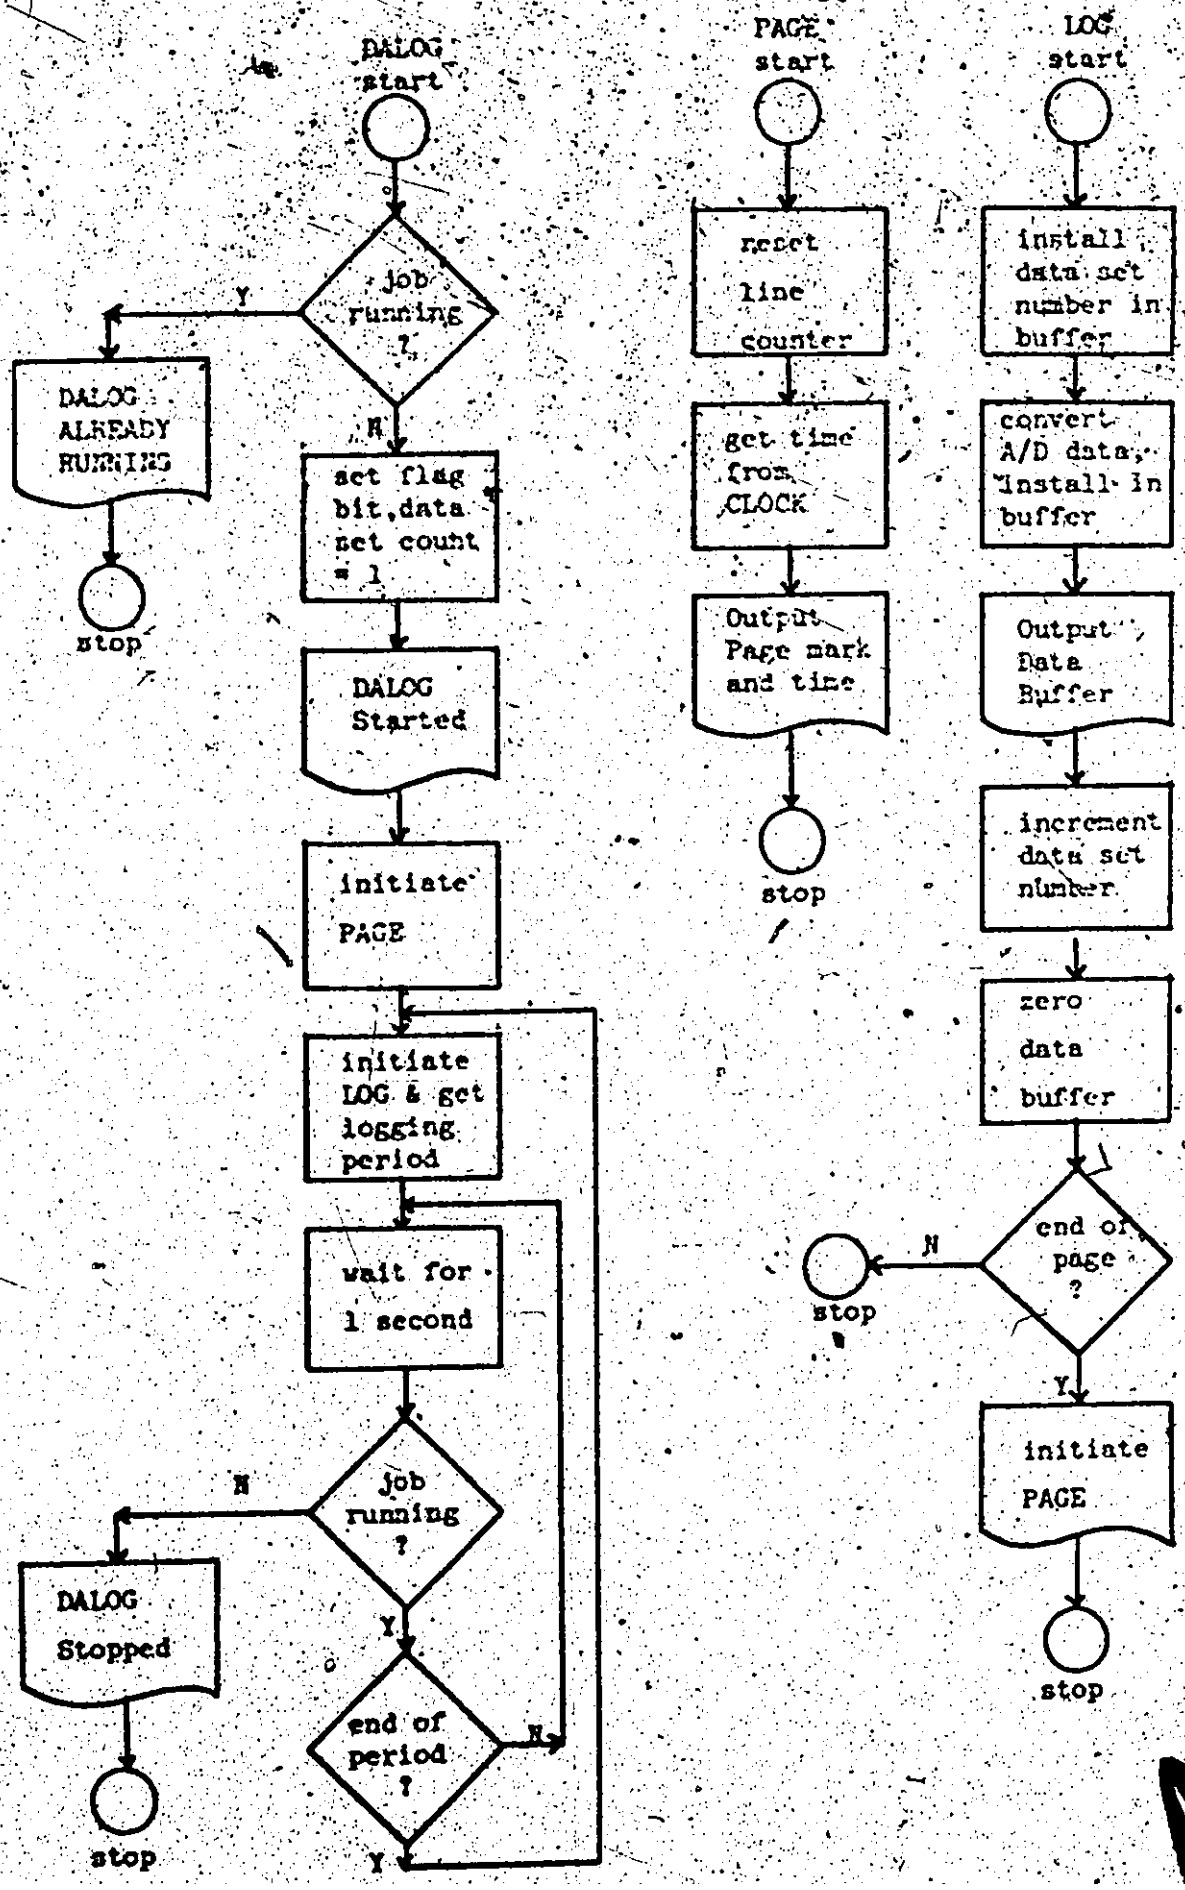 DALOG
start
job
running
?
Y
DALOG
ALREADY
RUNNING
stop
N
set flag
bit, data
set count
= 1
DALOG
Started
initiate
PAGE
initiate
LOG & get
logging
period
wait for
1 second
job
running
?
N
DALOG
Stopped
stop
Y
end of
period
?
N
Y
PAGE
start
reset
line
counter
get time
from
CLOCK
Output
Page mark
and time
stop
LOG
start
install
data set
number in
buffer
convert
A/D data,
install in
buffer
Output
Data
Buffer
increment
data set
number
zero
data
buffer
end of
page
?
N
stop
Y
initiate
PAGE
stop